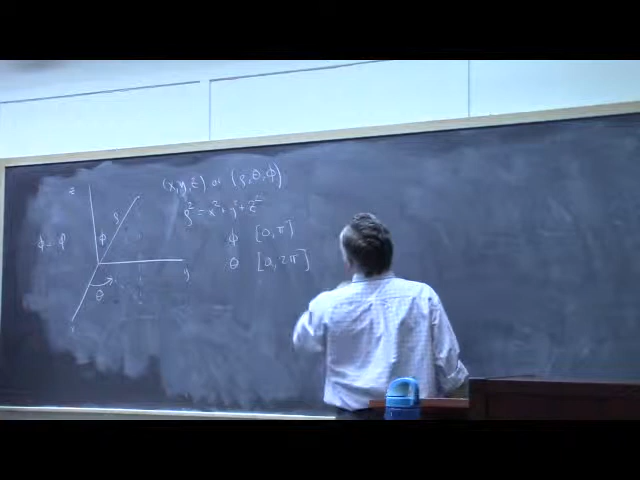 (x,y,z) or (ρ,θ,ϕ)
ρ² = x² + y² + z²
ϕ [0,π]
θ [0,2π]
z
ρ
ϕ
y
θ
x